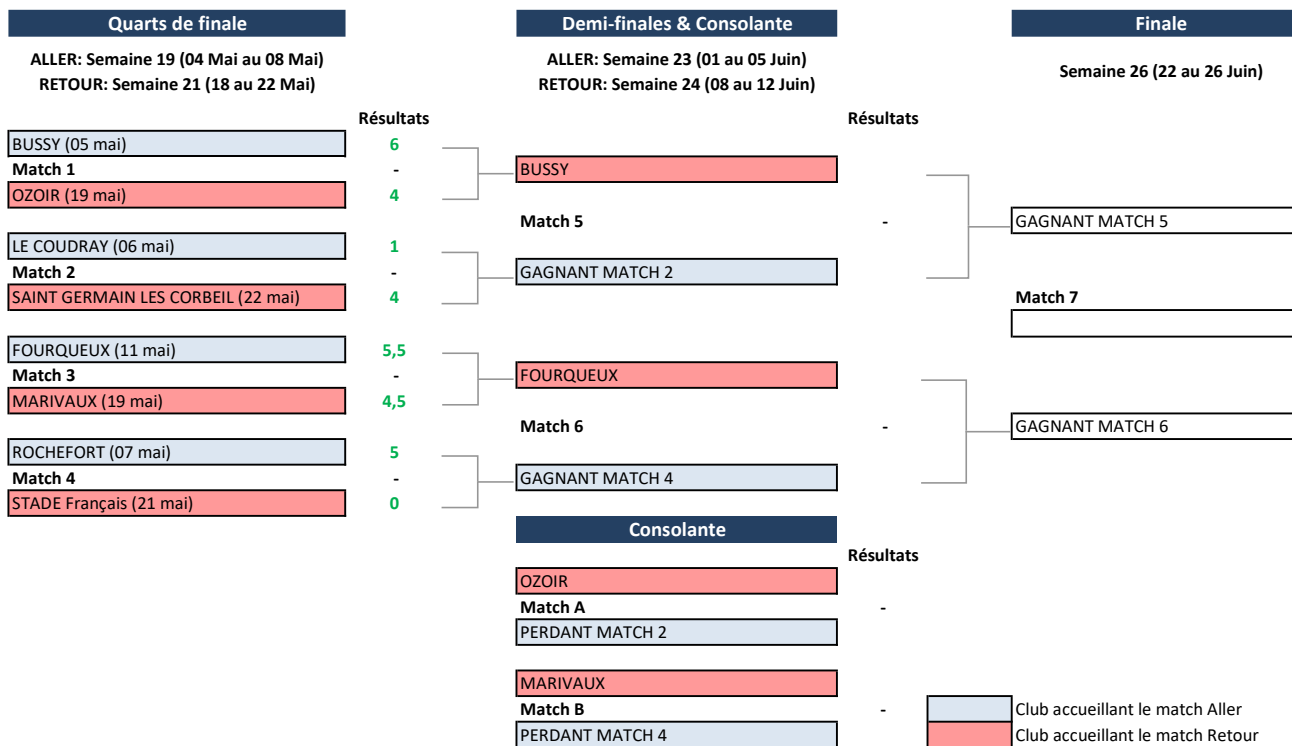 Quarts de finale
ALLER: Semaine 19 (04 Mai au 08 Mai)
RETOUR: Semaine 21 (18 au 22 Mai)
Résultats
BUSSY (05 mai)
6
Match 1
-
OZOIR (19 mai)
4
LE COUDRAY (06 mai)
1
Match 2
-
SAINT GERMAIN LES CORBEIL (22 mai)
4
FOURQUEUX (11 mai)
5,5
Match 3
-
MARIVAUX (19 mai)
4,5
ROCHEFORT (07 mai)
5
Match 4
-
STADE Français (21 mai)
0
Demi-finales & Consolante
ALLER: Semaine 23 (01 au 05 Juin)
RETOUR: Semaine 24 (08 au 12 Juin)
Résultats
BUSSY
Match 5
-
GAGNANT MATCH 2
FOURQUEUX
Match 6
-
GAGNANT MATCH 4
Consolante
Résultats
OZOIR
Match A
-
PERDANT MATCH 2
MARIVAUX
Match B
-
PERDANT MATCH 4
Finale
Semaine 26 (22 au 26 Juin)
GAGNANT MATCH 5
Match 7
GAGNANT MATCH 6
Club accueillant le match Aller
Club accueillant le match Retour